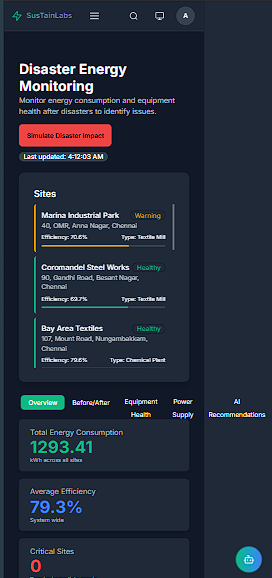 SusTainLabs
A
Disaster Energy
Monitoring
Monitor energy consumption and equipment
health after disasters to identify issues.
Simulate Disaster Impact
Last updated: 4:12:03 AM
Sites
Marina Industrial Park Warning
40, OMR, Anna Nagar, Chennai
Efficiency: 70.6% Type: Textile Mill
Coromandel Steel Works Healthy
90, Gandhi Road, Besant Nagar,
Chennai
Efficiency: 69.7% Type: Textile Mill
Bay Area Textiles Healthy
107, Mount Road, Nungambakkam,
Chennai
Efficiency: 79.6% Type: Chemical Plant
Overview Before/After Equipment Health Power Supply AI Recommendations
Total Energy Consumption
1293.41
kWh across all sites
Average Efficiency
79.3%
System wide
Critical Sites
0